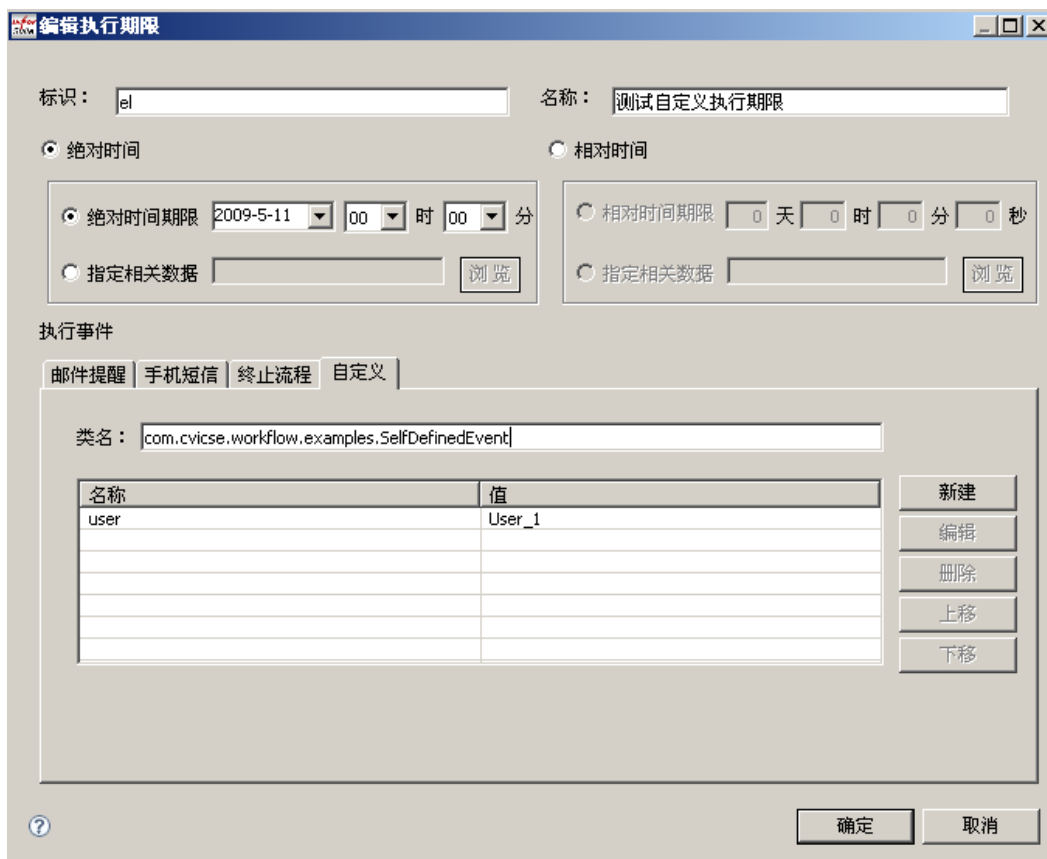 编辑执行期限
标识： el 名称： 测试自定义执行期限
绝对时间 相对时间
绝对时间期限 2009-5-11 00 时 00 分 相对时间期限 0 天 0 时 0 分 0 秒
指定相关数据 浏览 指定相关数据 浏览
执行事件
邮件提醒 手机短信 终止流程 自定义
类名： com.cvicse.workflow.examples.SelfDefinedEvent
名称 值 新建
user User_1
编辑
删除
上移
下移
? 确定 取消